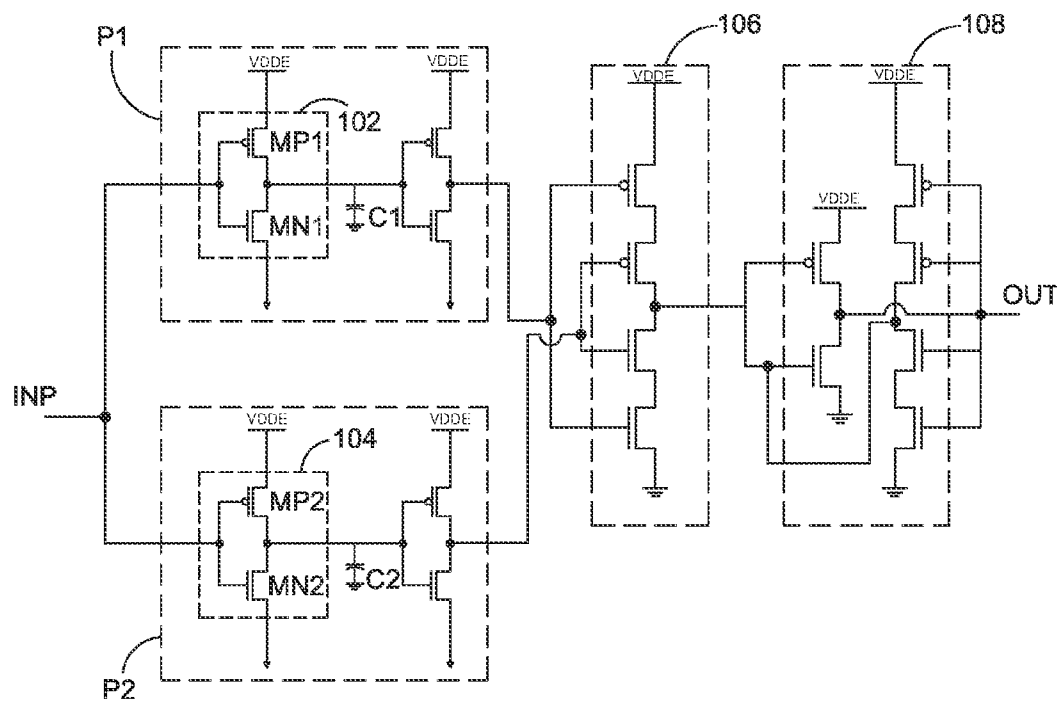 P1
106
108
VDDE
VDDE
VDDE
VDDE
102
MP1
MN1
C1
VDDE
OUT
INP
VDDE
VDDE
104
MP2
MN2
C2
P2